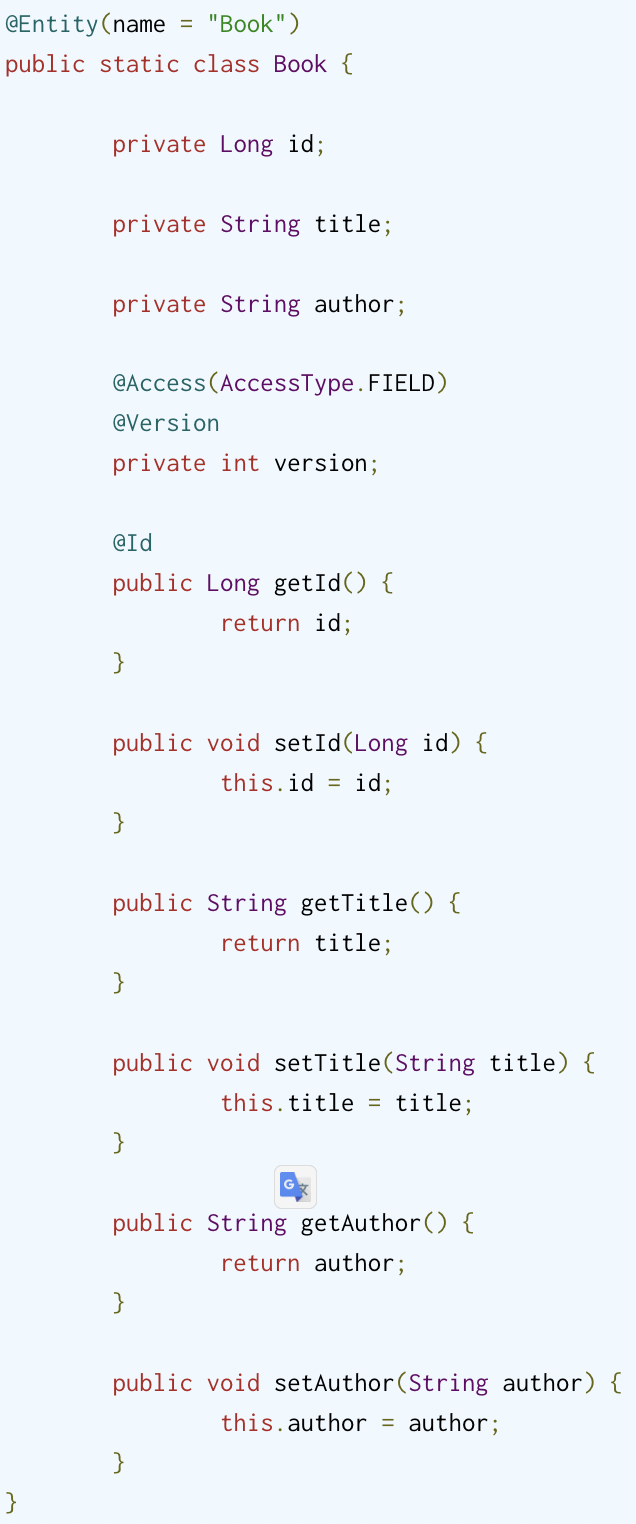 @Entity(name = "Book")
public static class Book {
private Long id;
private String title;
private String author;
@Access(AccessType.FIELD)
@Version
private int version;
@Id
public Long getId() {
return id;
}
public void setId(Long id) {
this.id = id;
}
public String getTitle() {
return title;
}
public void setTitle(String title) {
this.title = title;
}
G文
public String getAuthor() {
return author;
}
public void setAuthor(String author) {
this.author = author;
}
}